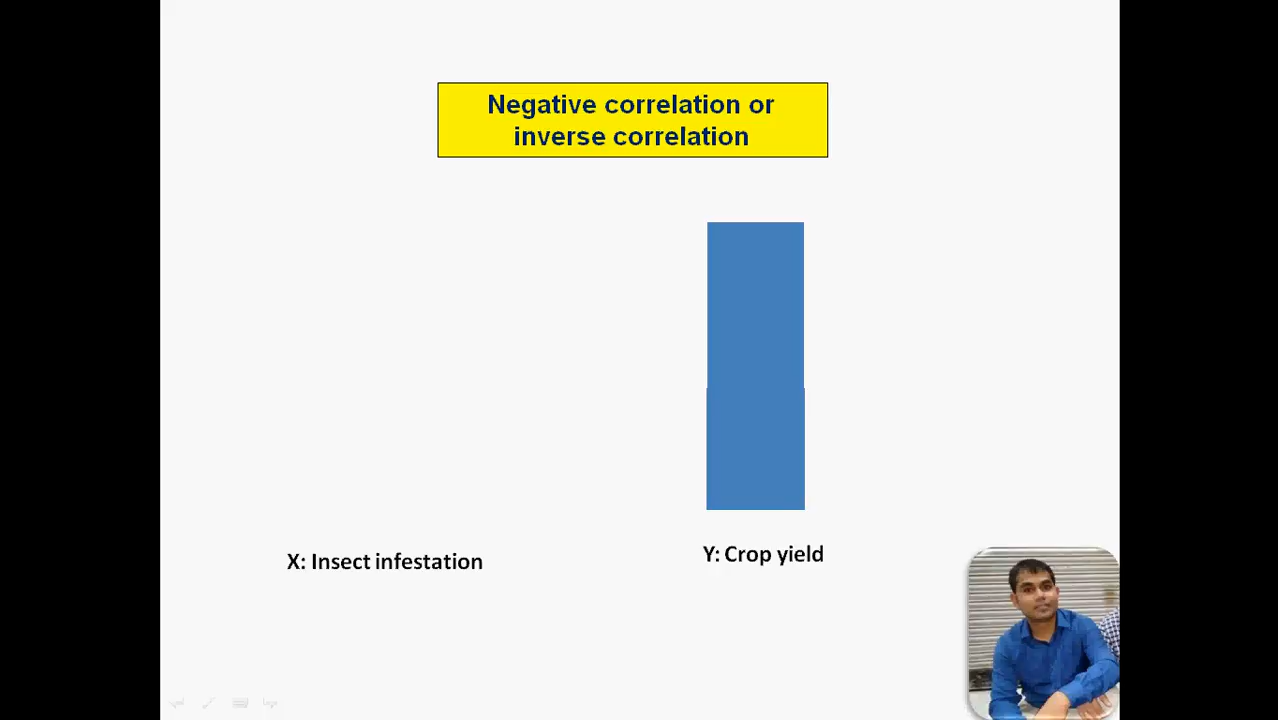 Negative correlation or
inverse correlation
X: Insect infestation
Y: Crop yield